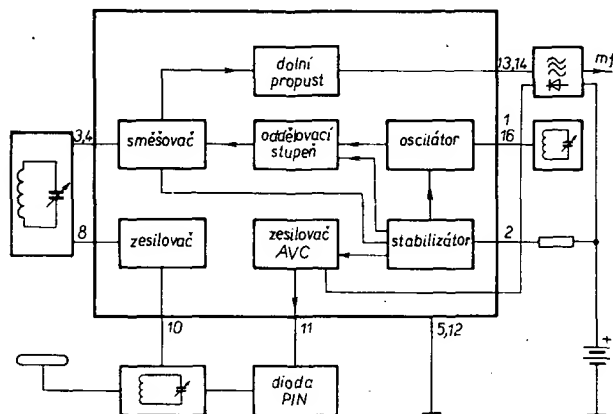 dolní
propust
13,14
mf
1
16
3,4
směšovač
oddělovací
stupeň
oscilátor
8
zesilovač
zesilovač
AVC
stabilizátor
2
10
11
5,12
+
dioda
PIN